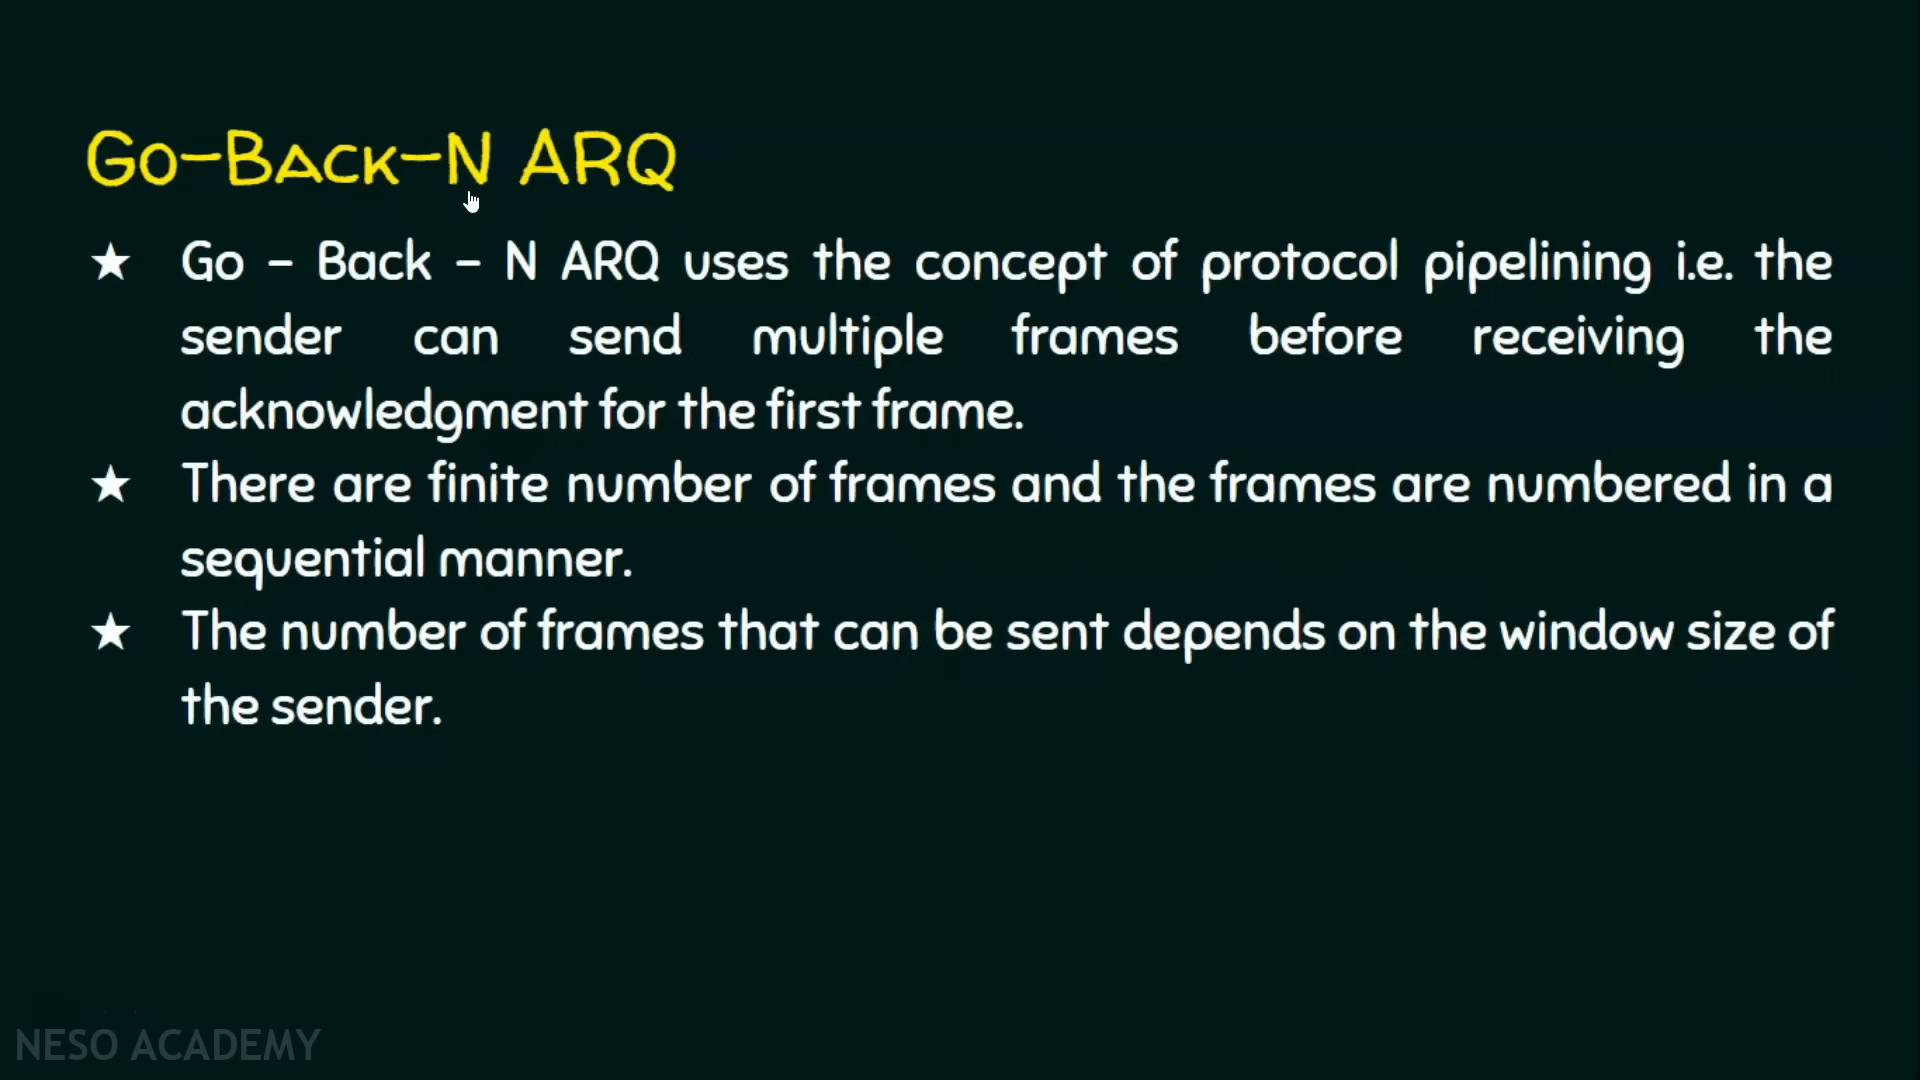 Go-Back-N ARQ
★ Go - Back - N ARQ uses the concept of protocol pipelining i.e. the
sender can send multiple frames before receiving the
acknowledgment for the first frame.
★ There are finite number of frames and the frames are numbered in a
sequential manner.
★ The number of frames that can be sent depends on the window size of
the sender.
NESO ACADEMY